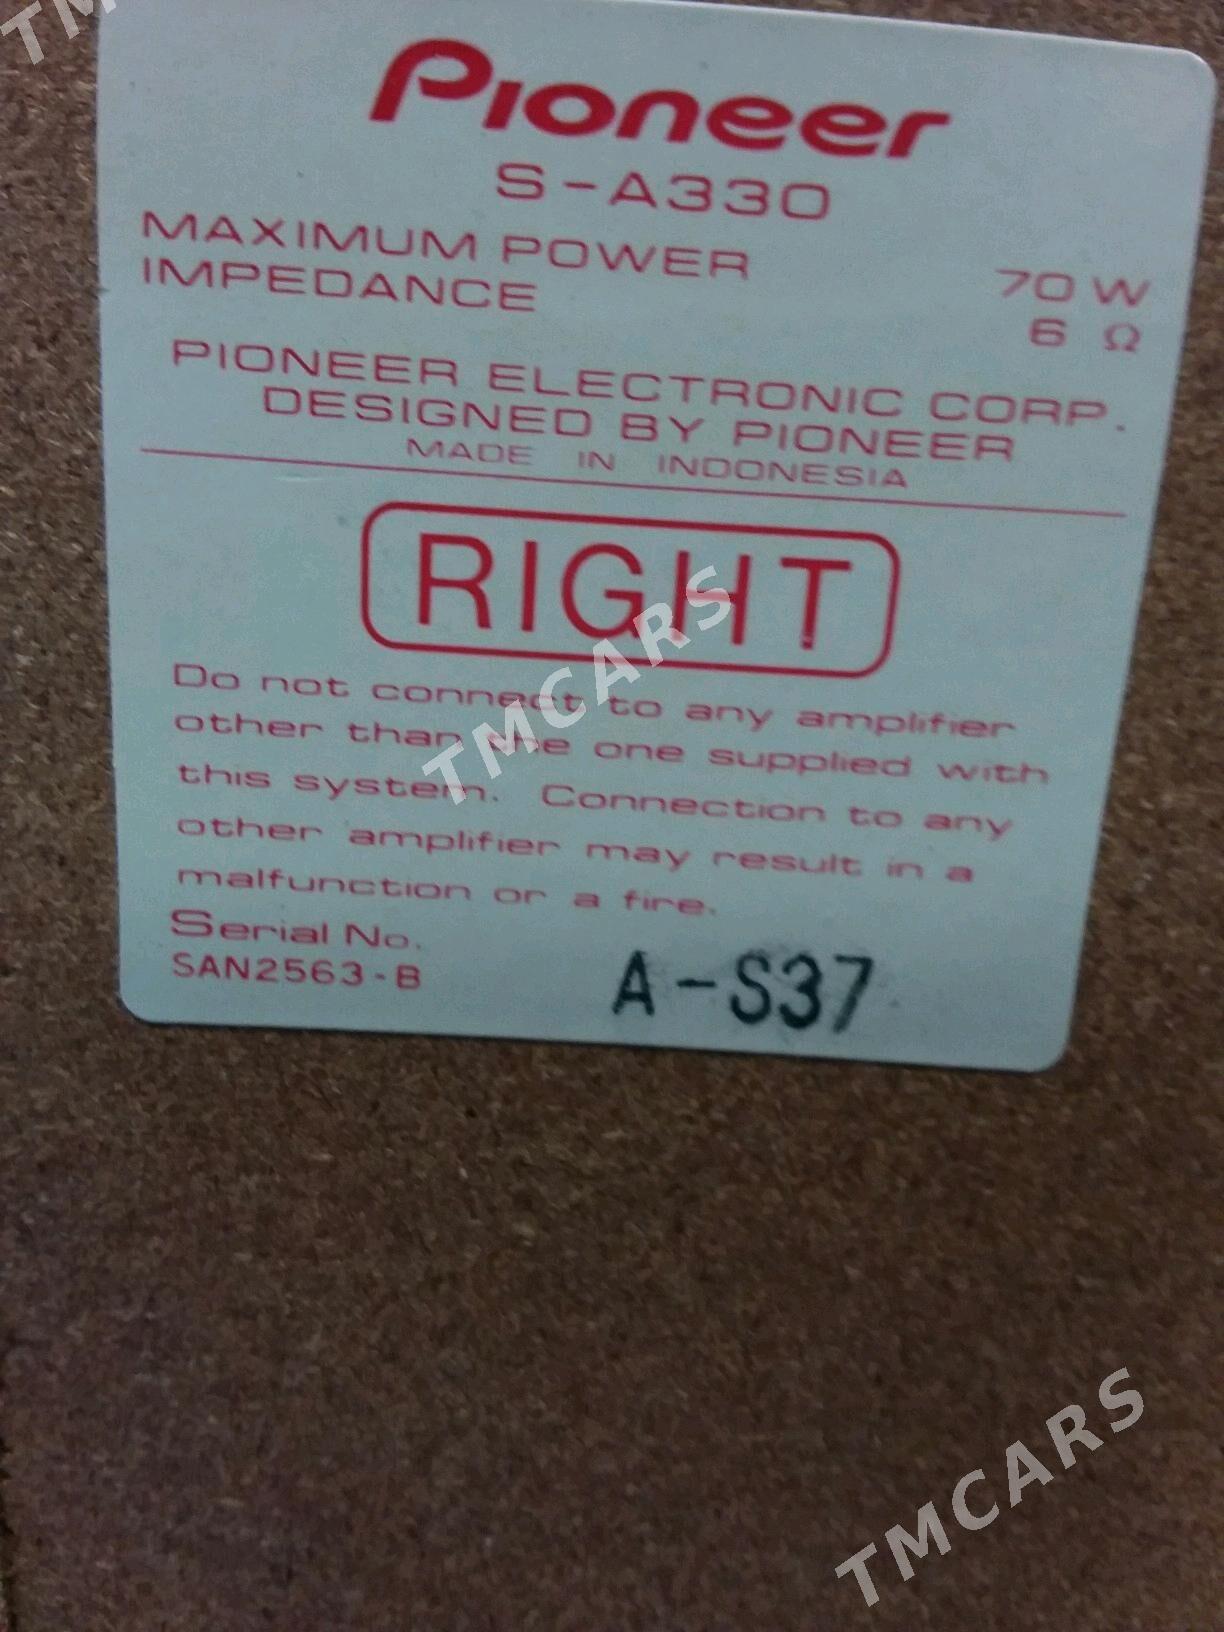 Pioneer
S-A330
MAXIMUM POWER 70 W
IMPEDANCE 6 Ω
PIONEER ELECTRONIC CORP.
DESIGNED BY PIONEER
MADE IN INDONESIA
RIGHT
Do not connect to any amplifier
other than the one supplied with
this system. Connection to any
other amplifier may result in a
malfunction or a fire.
Serial No.
SAN2563-B A-S37
TMCARS
TMCARS